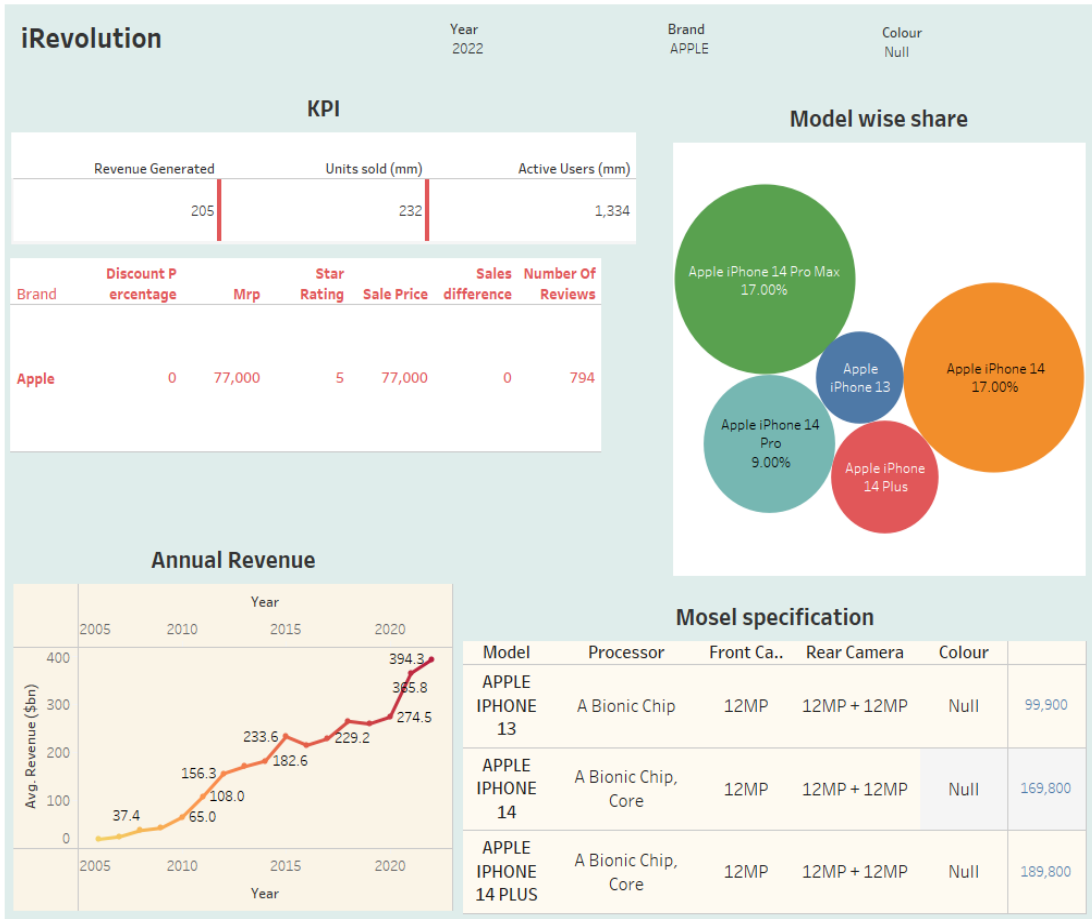 iRevolution
Year
2022
Brand
APPLE
Colour
Null
KPI
Revenue Generated Units sold (mm) Active Users (mm)
205 232 1,334
Discount P Star Sales Number Of
Brand ercentage Mrp Rating Sale Price difference Reviews
Apple 0 77,000 5 77,000 0 794
Model wise share
Apple iPhone 14 Pro Max
17.00%
Apple
iPhone 13
Apple iPhone 14
17.00%
Apple iPhone 14
Pro
9.00%
Apple iPhone
14 Plus
Annual Revenue
Year
2005 2010 2015 2020
400
300
200
100
0
Avg. Revenue ($bn)
394.3
365.8
274.5
233.6
229.2
182.6
156.3
108.0
65.0
37.4
2005 2010 2015 2020
Year
Mosel specification
Model Processor Front Ca.. Rear Camera Colour
APPLE
IPHONE
13
A Bionic Chip
12MP
12MP + 12MP
Null
99,900
APPLE
IPHONE
14
A Bionic Chip,
Core
12MP
12MP + 12MP
Null
169,800
APPLE
IPHONE
14 PLUS
A Bionic Chip,
Core
12MP
12MP + 12MP
Null
189,800